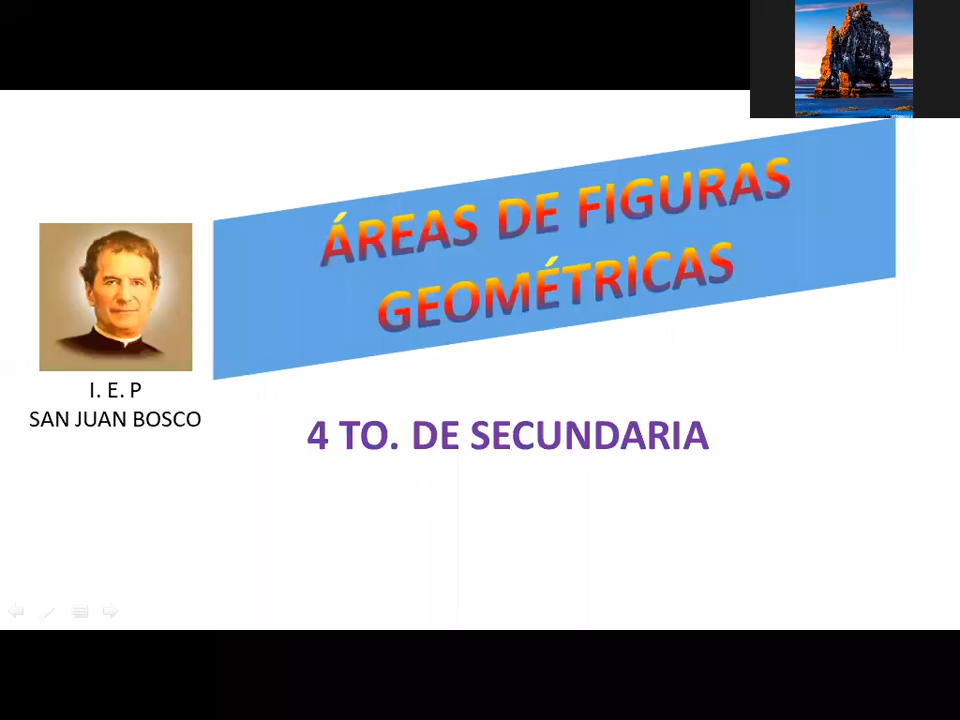 ÁREAS DE FIGURAS
GEOMÉTRICAS
I. E. P
SAN JUAN BOSCO
4 TO. DE SECUNDARIA